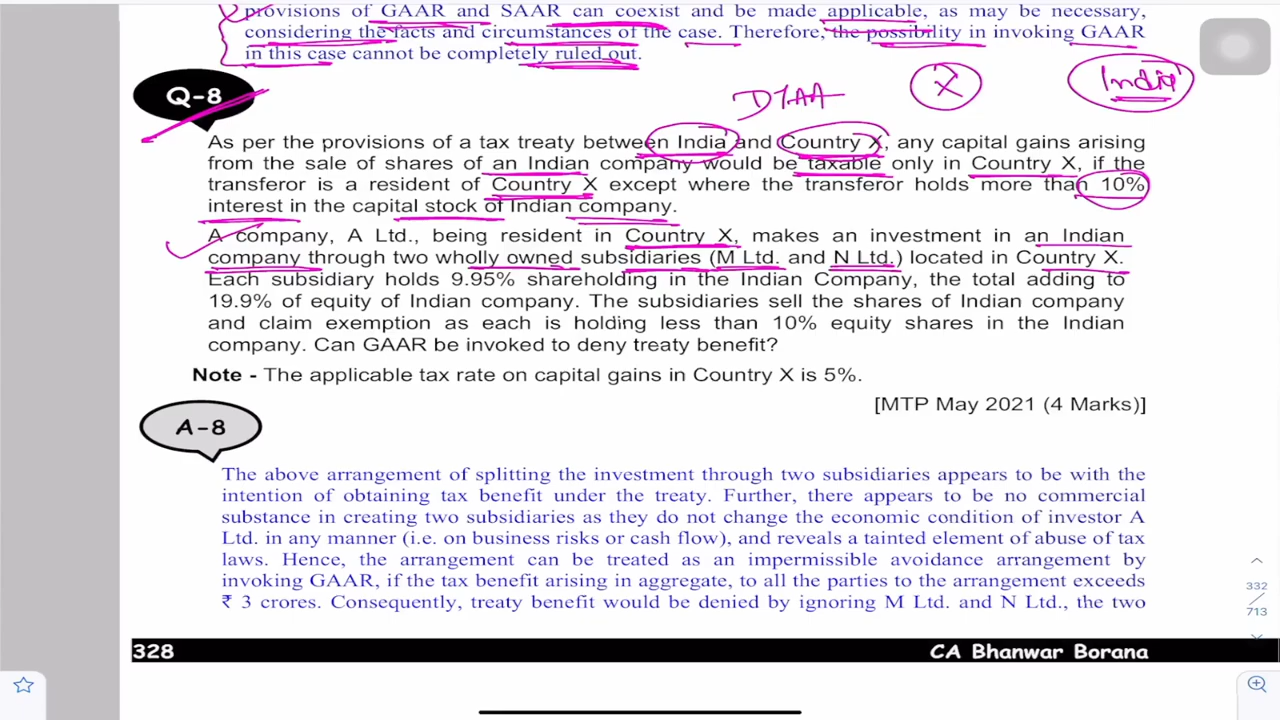 provisions of GAAR and SAAR can coexist and be made applicable, as may be necessary,
considering the facts and circumstances of the case. Therefore, the possibility in invoking GAAR
in this case cannot be completely ruled out.
Q-8
DTAA
X
India
As per the provisions of a tax treaty between India and Country X, any capital gains arising
from the sale of shares of an Indian company would be taxable only in Country X, if the
transferor is a resident of Country X except where the transferor holds more than 10%
interest in the capital stock of Indian company.
A company, A Ltd., being resident in Country X, makes an investment in an Indian
company through two wholly owned subsidiaries (M Ltd. and N Ltd.) located in Country X.
Each subsidiary holds 9.95% shareholding in the Indian Company, the total adding to
19.9% of equity of Indian company. The subsidiaries sell the shares of Indian company
and claim exemption as each is holding less than 10% equity shares in the Indian
company. Can GAAR be invoked to deny treaty benefit?
Note - The applicable tax rate on capital gains in Country X is 5%.
[MTP May 2021 (4 Marks)]
A-8
The above arrangement of splitting the investment through two subsidiaries appears to be with the
intention of obtaining tax benefit under the treaty. Further, there appears to be no commercial
substance in creating two subsidiaries as they do not change the economic condition of investor A
Ltd. in any manner (i.e. on business risks or cash flow), and reveals a tainted element of abuse of tax
laws. Hence, the arrangement can be treated as an impermissible avoidance arrangement by
invoking GAAR, if the tax benefit arising in aggregate, to all the parties to the arrangement exceeds
₹ 3 crores. Consequently, treaty benefit would be denied by ignoring M Ltd. and N Ltd., the two
332
713
328
CA Bhanwar Borana